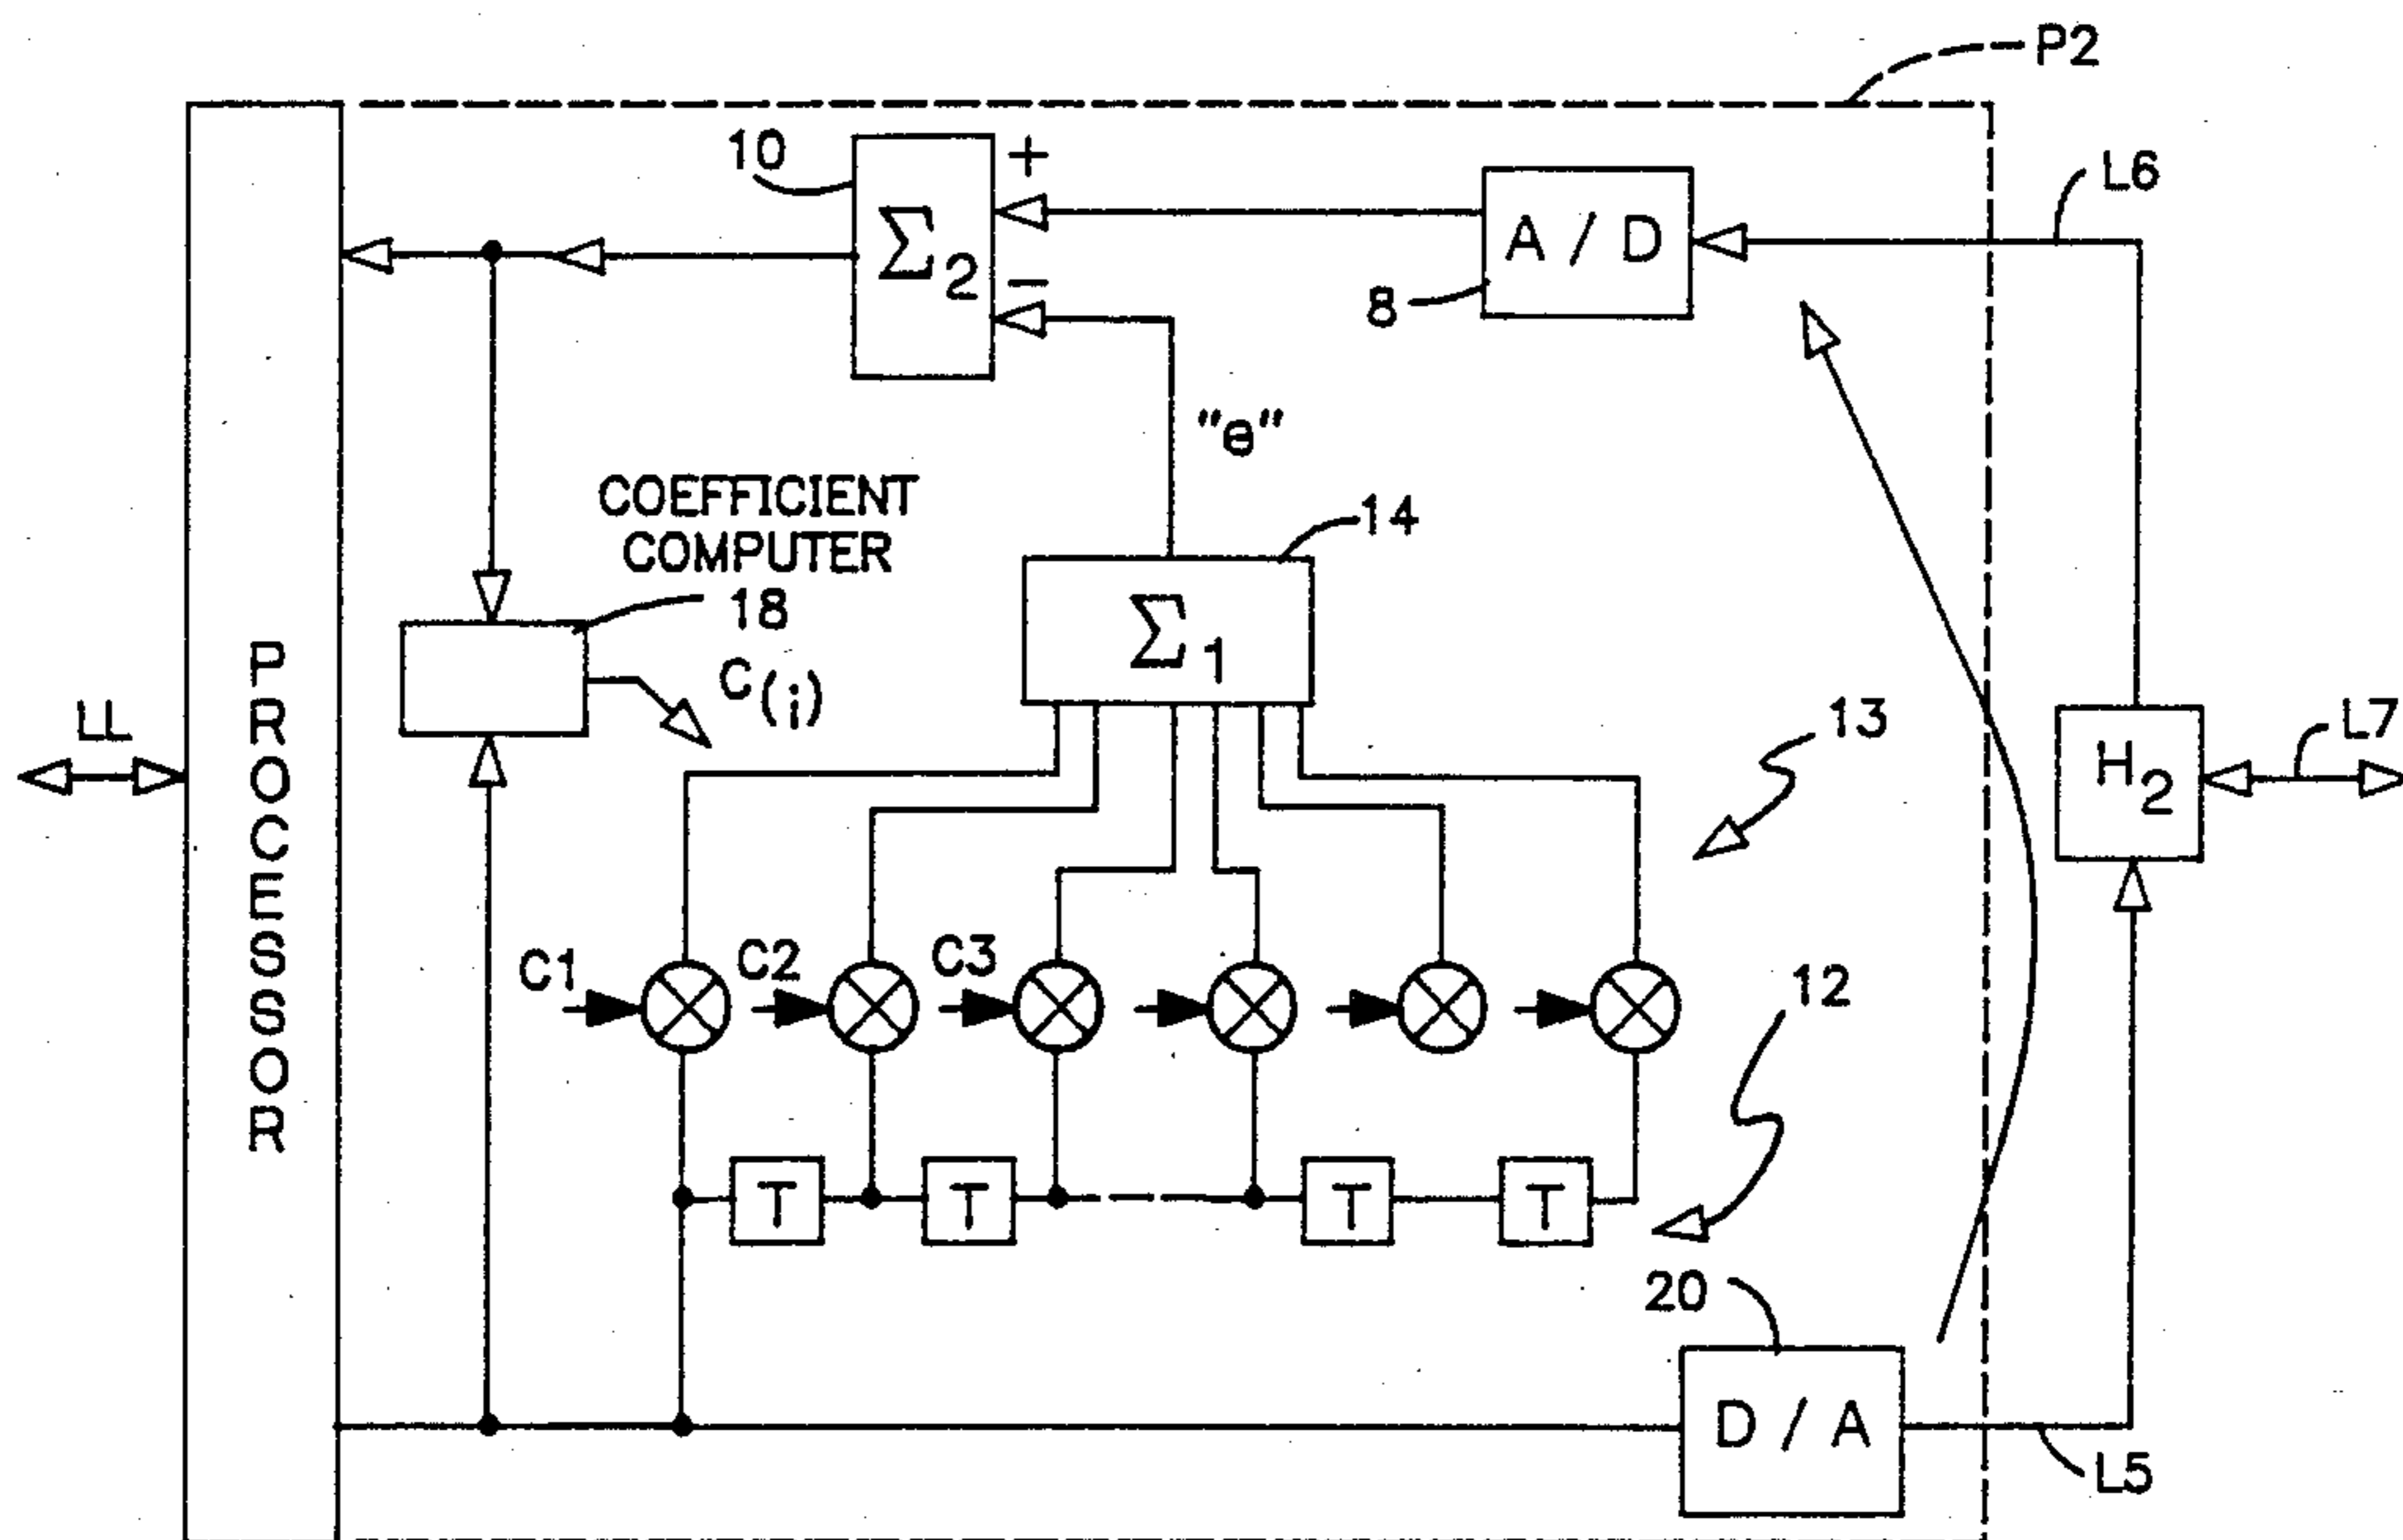 P2
10
+
L6
Σ2
A / D
−
8
"e"
COEFFICIENT
COMPUTER
18
14
Σ1
C(i)
PROCESSOR
LL
13
L7
H2
C1
C2
C3
12
T
T
T
T
20
D / A
L5